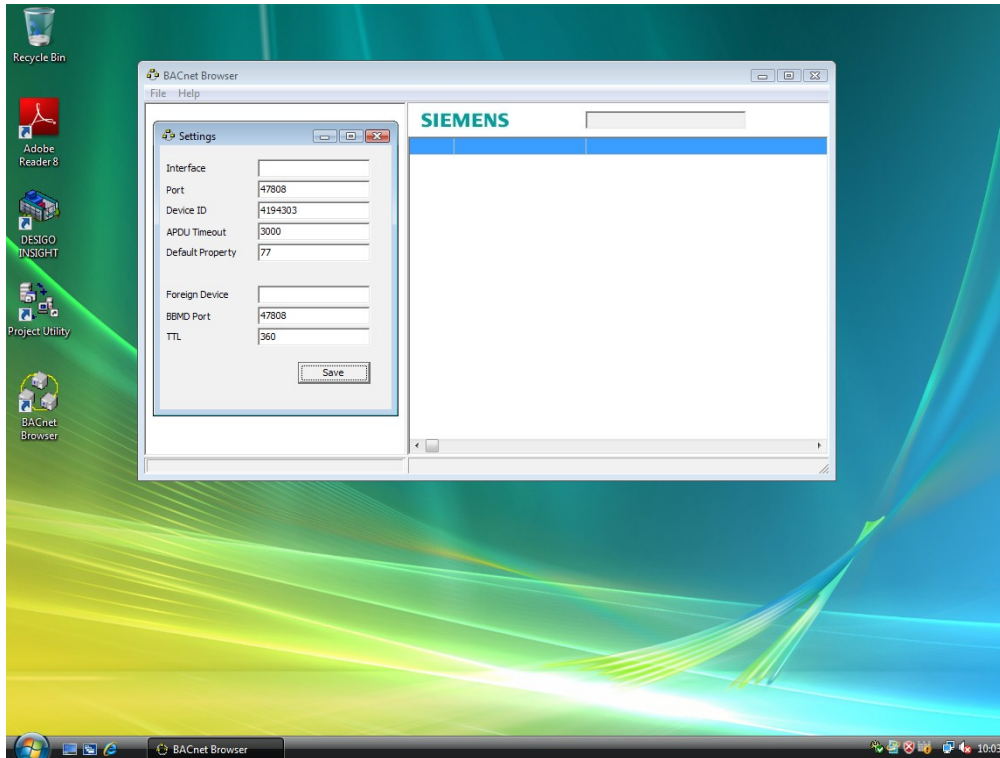 Recycle Bin
Adobe
Reader 8
DESIGO
INSIGHT
Project Utility
BACnet
Browser
BACnet Browser
File Help
SIEMENS
Settings
Interface
Port 47808
Device ID 4194303
APDU Timeout 3000
Default Property 77
Foreign Device
BBMD Port 47808
TTL 360
Save
BACnet Browser
10:03